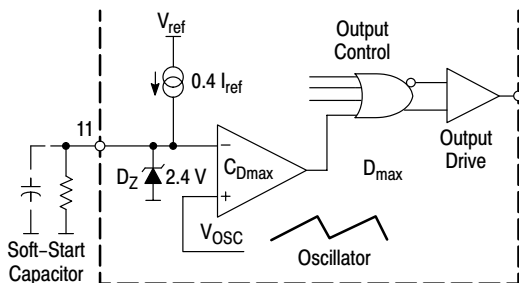 V_ref
Output
Control
0.4 I_ref
11
−
D_Z
2.4 V
C_Dmax
+
D_max
Output
Drive
V_OSC
Oscillator
Soft−Start
Capacitor